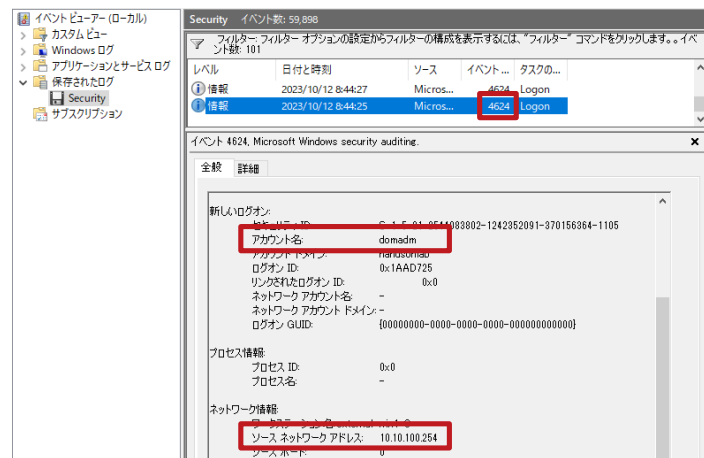 イベント ビューアー (ローカル)
カスタム ビュー
Windows ログ
アプリケーションとサービス ログ
保存されたログ
Security
サブスクリプション
Security イベント数: 59,898
フィルター: フィルター オプションの設定からフィルターの構成を表示するには、"フィルター" コマンドをクリックします。。イベ
ント数: 101
レベル 日付と時刻 ソース イベント... タスクの...
情報 2023/10/12 8:44:27 Micros... 4624 Logon
情報 2023/10/12 8:44:25 Micros... 4624 Logon
イベント 4624, Microsoft Windows security auditing.
全般 詳細
新しいログオン:
アカウント名: domadm
アカウント ドメイン: handsonlab
ログオン ID: 0x1AAD725
リンクされたログオン ID: 0x0
ネットワーク アカウント名: -
ネットワーク アカウント ドメイン: -
ログオン GUID: {00000000-0000-0000-0000-000000000000}
プロセス情報:
プロセス ID: 0x0
プロセス名: -
ネットワーク情報:
ソース ネットワーク アドレス: 10.10.100.254
ソース ポート: 0